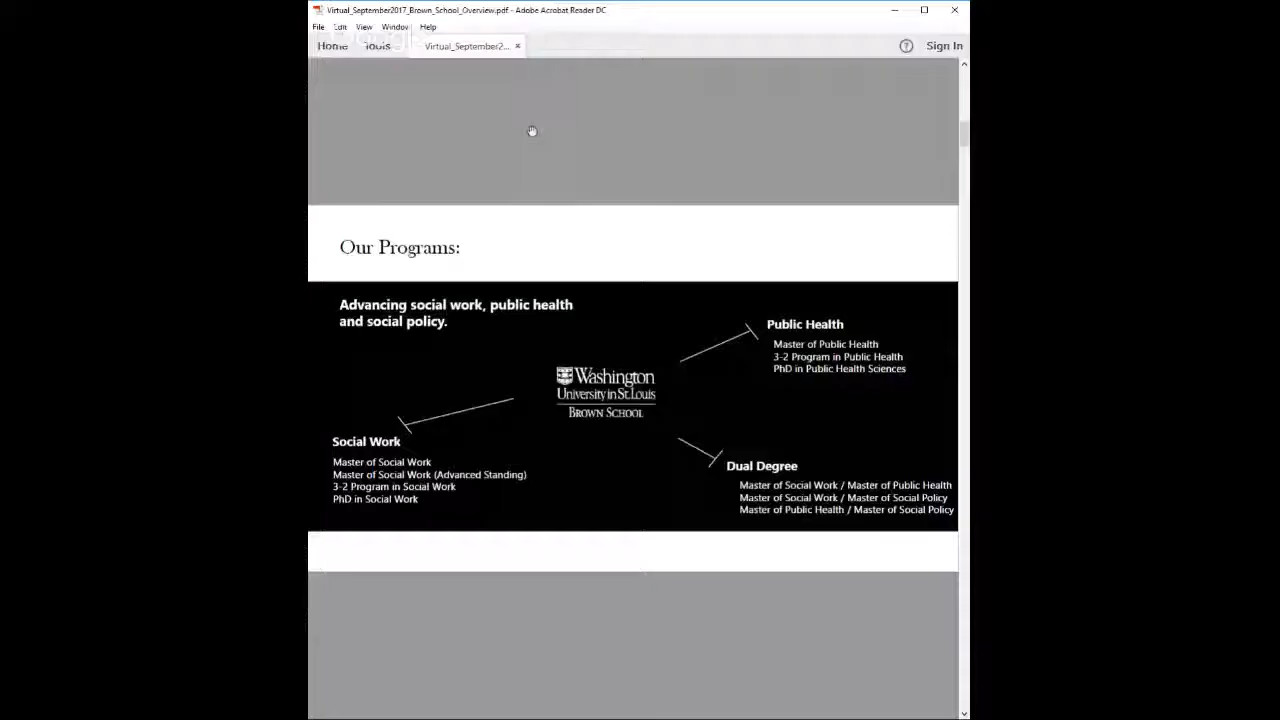 Virtual_September2017_Brown_School_Overview.pdf - Adobe Acrobat Reader DC
File Edit View Window Help
Home Tools Virtual_September2... × ? Sign In
Our Programs:
Advancing social work, public health
and social policy.
Public Health
Master of Public Health
3-2 Program in Public Health
PhD in Public Health Sciences
Washington
University in St. Louis
BROWN SCHOOL
Social Work
Master of Social Work
Master of Social Work (Advanced Standing)
3-2 Program in Social Work
PhD in Social Work
Dual Degree
Master of Social Work / Master of Public Health
Master of Social Work / Master of Social Policy
Master of Public Health / Master of Social Policy